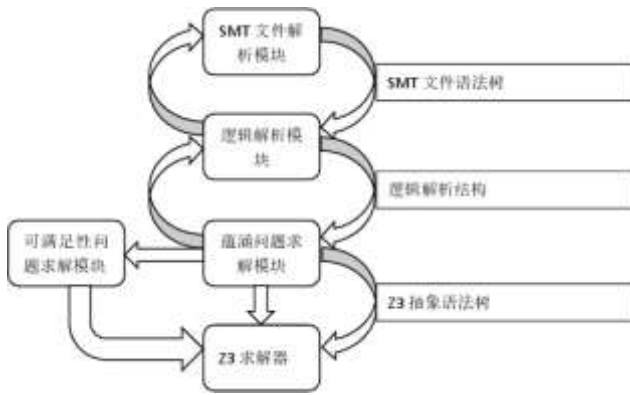 SMT 文件解
析模块
SMT 文件语法树
逻辑解析模
块
逻辑解析结构
可满足性问
题求解模块
蕴涵问题求
解模块
Z3 抽象语法树
Z3 求解器